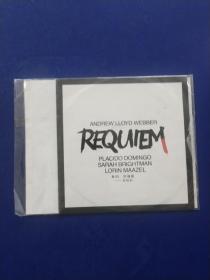 ANDREW LLOYD WEBBER
REQUIEM
PLACIDO DOMINGO
SARAH BRIGHTMAN
LORIN MAAZEL